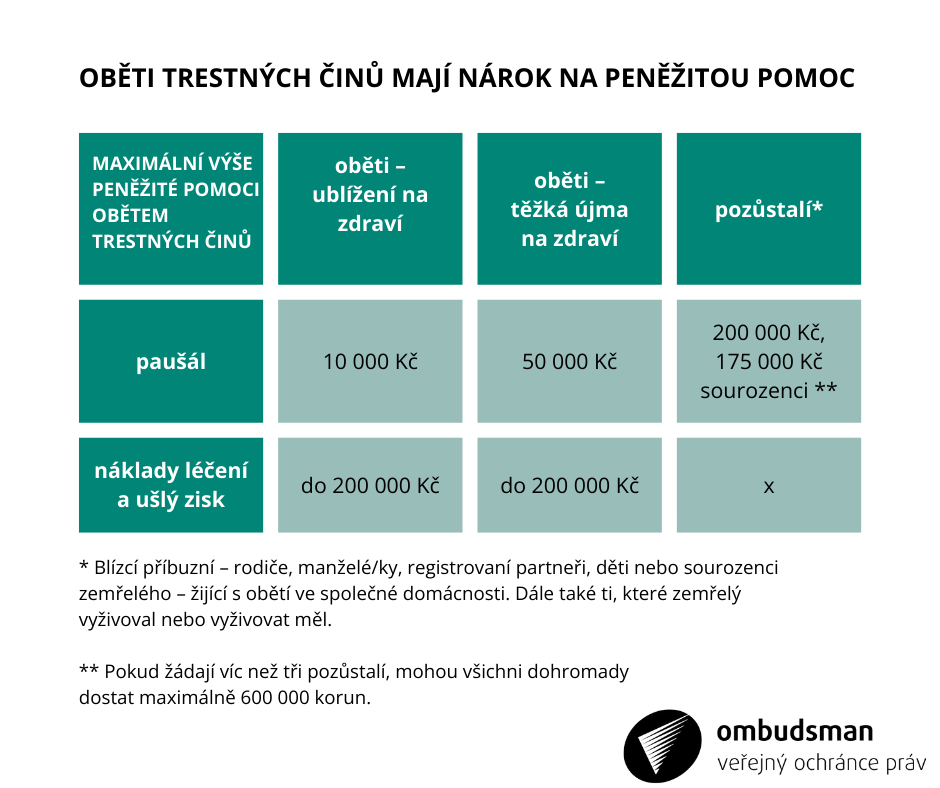 OBĚTI TRESTNÝCH ČINŮ MAJÍ NÁROK NA PENĚŽITOU POMOC
MAXIMÁLNÍ VÝŠE
PENĚŽITÉ POMOCI
OBĚTEM
TRESTNÝCH ČINŮ
oběti –
ublížení na
zdraví
oběti –
těžká újma
na zdraví
pozůstalí*
paušál
10 000 Kč
50 000 Kč
200 000 Kč,
175 000 Kč
sourozenci **
náklady léčení
a ušlý zisk
do 200 000 Kč
do 200 000 Kč
x
* Blízcí příbuzní – rodiče, manželé/ky, registrovaní partneři, děti nebo sourozenci
zemřelého – žijící s obětí ve společné domácnosti. Dále také ti, které zemřelý
vyživoval nebo vyživovat měl.
** Pokud žádají víc než tři pozůstalí, mohou všichni dohromady
dostat maximálně 600 000 korun.
ombudsman
veřejný ochránce práv